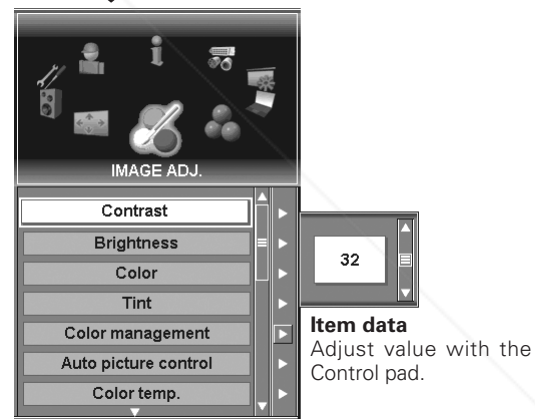 IMAGE ADJ.
Contrast
Brightness
Color
Tint
Color management
Auto picture control
Color temp.
32
Item data
Adjust value with the
Control pad.